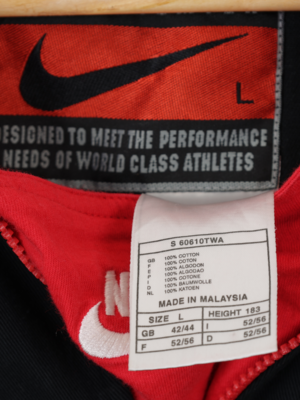 L
DESIGNED TO MEET THE PERFORMANCE
NEEDS OF WORLD CLASS ATHLETES
S 60610TWA
GB 100% COTTON
F 100% COTON
E 100% ALGODON
P 100% ALGODAO
I 100% COTONE
D 100% BAUMWOLLE
NL 100% KATOEN
MADE IN MALAYSIA
SIZE L HEIGHT 183
GB 42/44 I 52/56
F 52/56 D 52/56
N